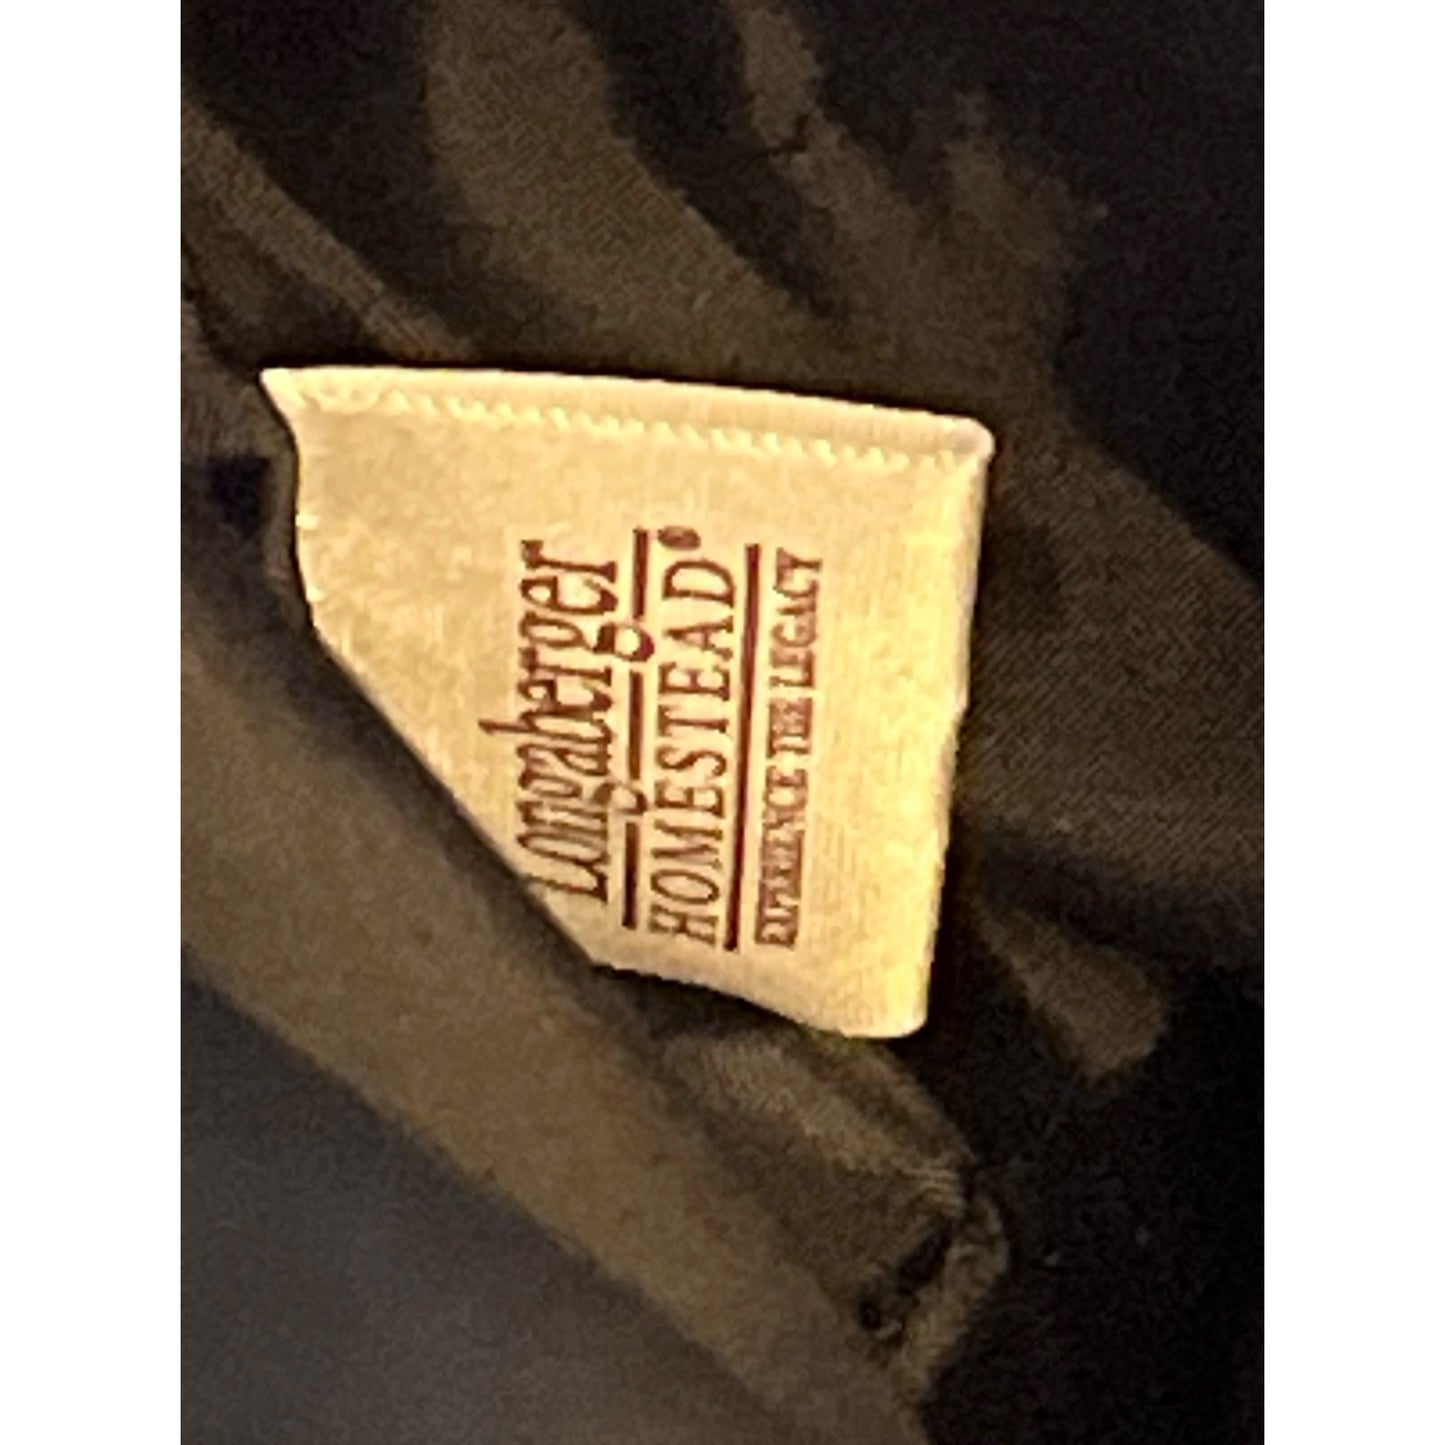 Longaberger
HOMESTEAD®
EXPERIENCE THE LEGACY